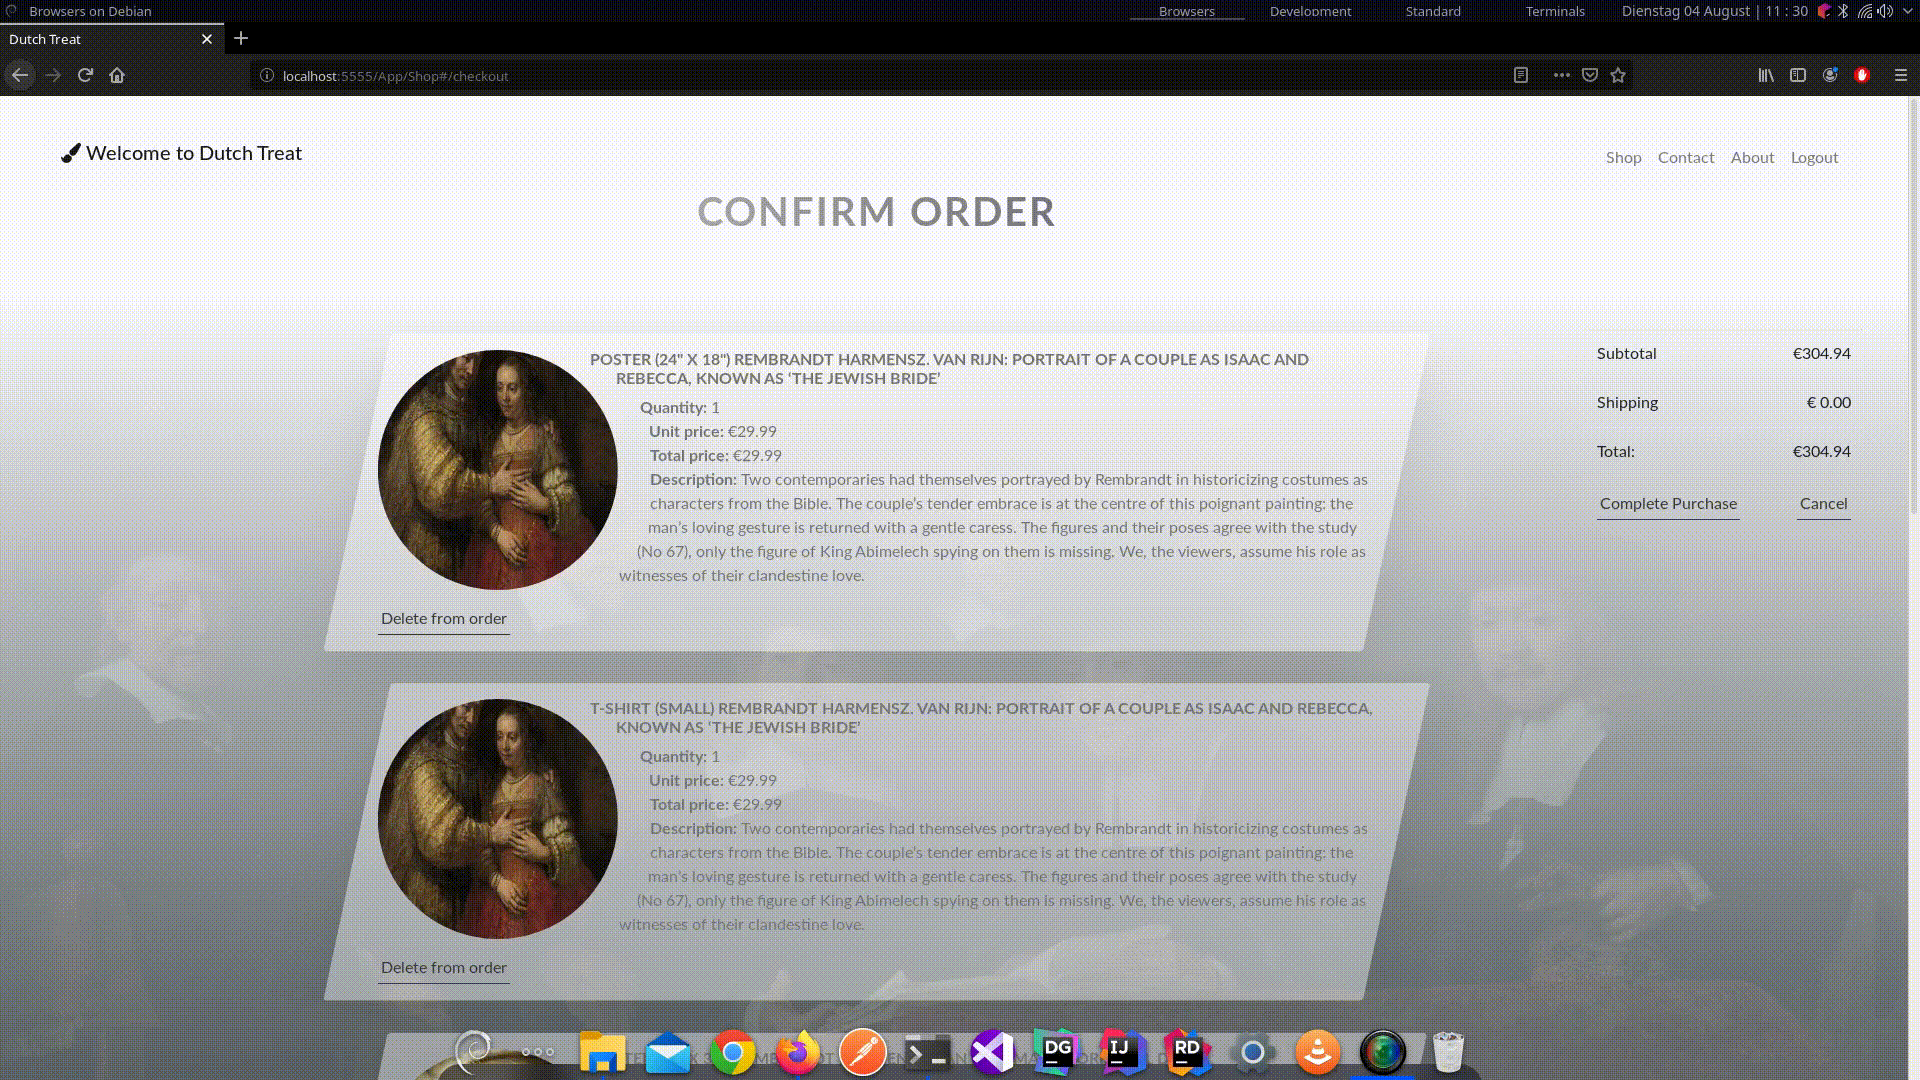 Browsers on Debian
Browsers
Development
Standard
Terminals
Dienstag 04 August | 11 : 30
Dutch Treat
localhost:5555/App/Shop#/checkout
Welcome to Dutch Treat
Shop
Contact
About
Logout
CONFIRM ORDER
POSTER (24" X 18") REMBRANDT HARMENSZ. VAN RIJN: PORTRAIT OF A COUPLE AS ISAAC AND
REBECCA, KNOWN AS ‘THE JEWISH BRIDE’
Quantity: 1
Unit price: €29.99
Total price: €29.99
Description: Two contemporaries had themselves portrayed by Rembrandt in historicizing costumes as
characters from the Bible. The couple’s tender embrace is at the centre of this poignant painting: the
man’s loving gesture is returned with a gentle caress. The figures and their poses agree with the study
(No 67), only the figure of King Abimelech spying on them is missing. We, the viewers, assume his role as
witnesses of their clandestine love.
Delete from order
Subtotal €304.94
Shipping € 0.00
Total: €304.94
Complete Purchase
Cancel
T-SHIRT (SMALL) REMBRANDT HARMENSZ. VAN RIJN: PORTRAIT OF A COUPLE AS ISAAC AND REBECCA,
KNOWN AS ‘THE JEWISH BRIDE’
Quantity: 1
Unit price: €29.99
Total price: €29.99
Description: Two contemporaries had themselves portrayed by Rembrandt in historicizing costumes as
characters from the Bible. The couple’s tender embrace is at the centre of this poignant painting: the
man’s loving gesture is returned with a gentle caress. The figures and their poses agree with the study
(No 67), only the figure of King Abimelech spying on them is missing. We, the viewers, assume his role as
witnesses of their clandestine love.
Delete from order
DG
IJ
RD